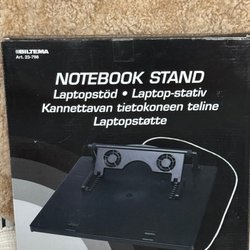 BILTEMA
Art. 23-798
NOTEBOOK STAND
Laptopstöd • Laptop-stativ
Kannettavan tietokoneen teline
Laptopstøtte